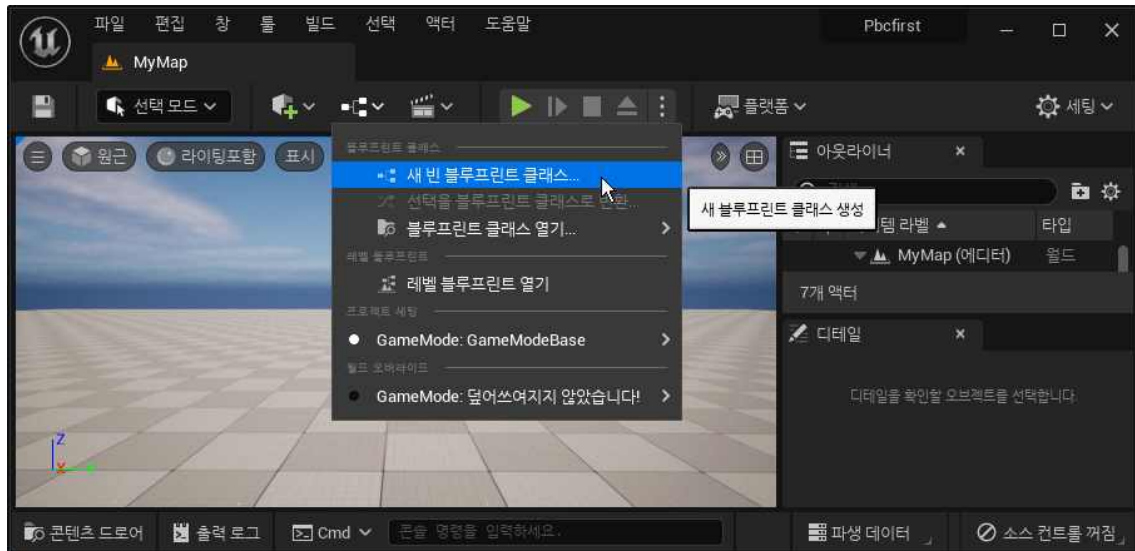 파일 편집 창 툴 빌드 선택 액터 도움말 Pbcfirst
MyMap
선택 모드
플랫폼
세팅
원근
라이팅포함
표시
블루프린트 클래스
새 빈 블루프린트 클래스...
선택을 블루프린트 클래스로 변환...
블루프린트 클래스 열기...
레벨 블루프린트
레벨 블루프린트 열기
프로젝트 세팅
GameMode: GameModeBase
월드 오버라이드
GameMode: 덮어쓰여지지 않았습니다!
새 블루프린트 클래스 생성
아웃라이너
라벨
타입
MyMap (에디터)
월드
7개 액터
디테일
디테일을 확인할 오브젝트를 선택합니다.
Z
콘텐츠 드로어
출력 로그
Cmd
콘솔 명령을 입력하세요.
파생 데이터
소스 컨트롤 꺼짐